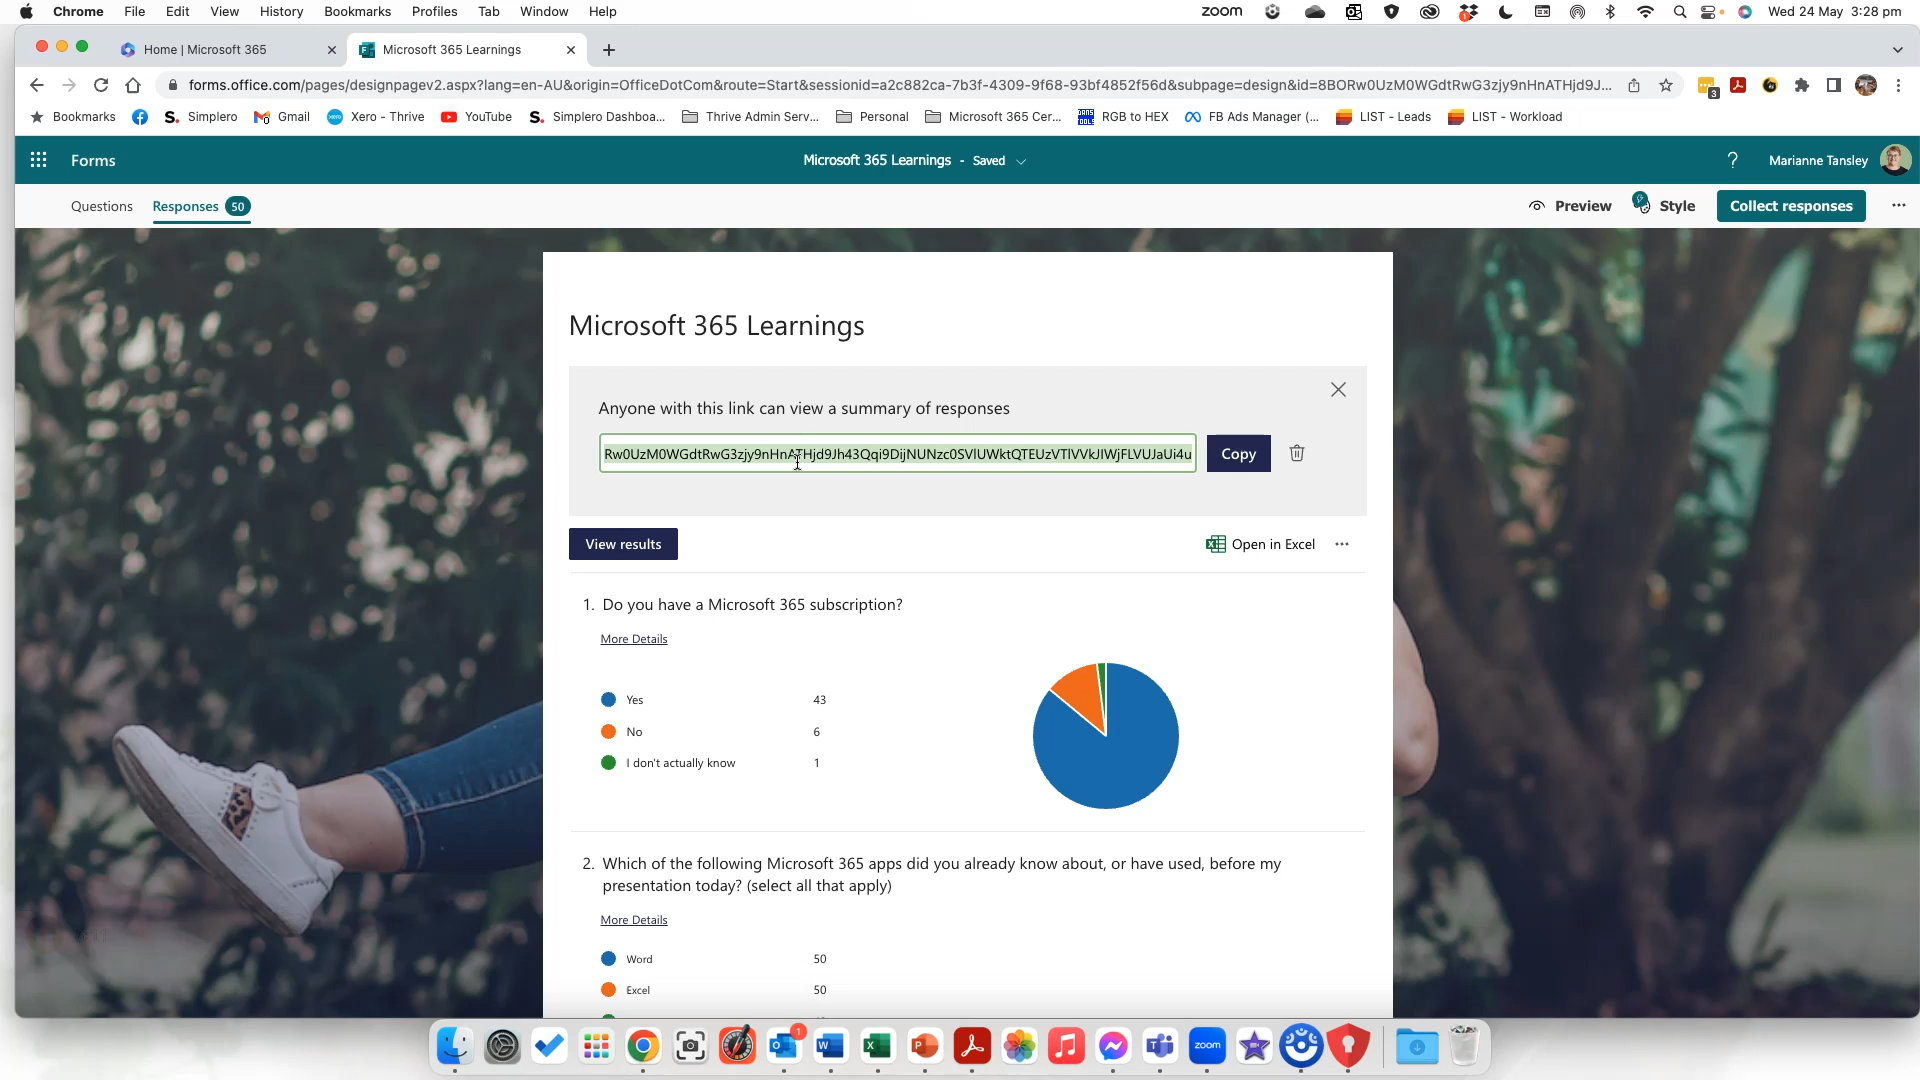 Chrome File Edit View History Bookmarks Profiles Tab Window Help zoom 1 Wed 24 May 3:28 pm
Home | Microsoft 365 Microsoft 365 Learnings
forms.office.com/pages/designpagev2.aspx?lang=en-AU&origin=OfficeDotCom&route=Start&sessionid=a2c882ca-7b3f-4309-9f68-93bf4852f56d&subpage=design&id=8BORw0UzM0WGdtRwG3zjy9nHnATHjd9J... 3
Bookmarks Simplero Gmail Xero - Thrive YouTube Simplero Dashboa... Thrive Admin Serv... Personal Microsoft 365 Cer... RGB to HEX FB Ads Manager (... LIST - Leads LIST - Workload
Forms Microsoft 365 Learnings - Saved ? Marianne Tansley
Questions Responses 50 Preview Style Collect responses ...
Microsoft 365 Learnings
Anyone with this link can view a summary of responses
Rw0UzM0WGdtRwG3zjy9nHnATHjd9Jh43Qqi9DijNUNzc0SVlUWktQTEUzVTlVVkJIWjFLVUJaUi4u Copy
View results Open in Excel ...
1. Do you have a Microsoft 365 subscription?
More Details
Yes 43
No 6
I don't actually know 1
2. Which of the following Microsoft 365 apps did you already know about, or have used, before my
presentation today? (select all that apply)
More Details
Word 50
Excel 50
1 zoom